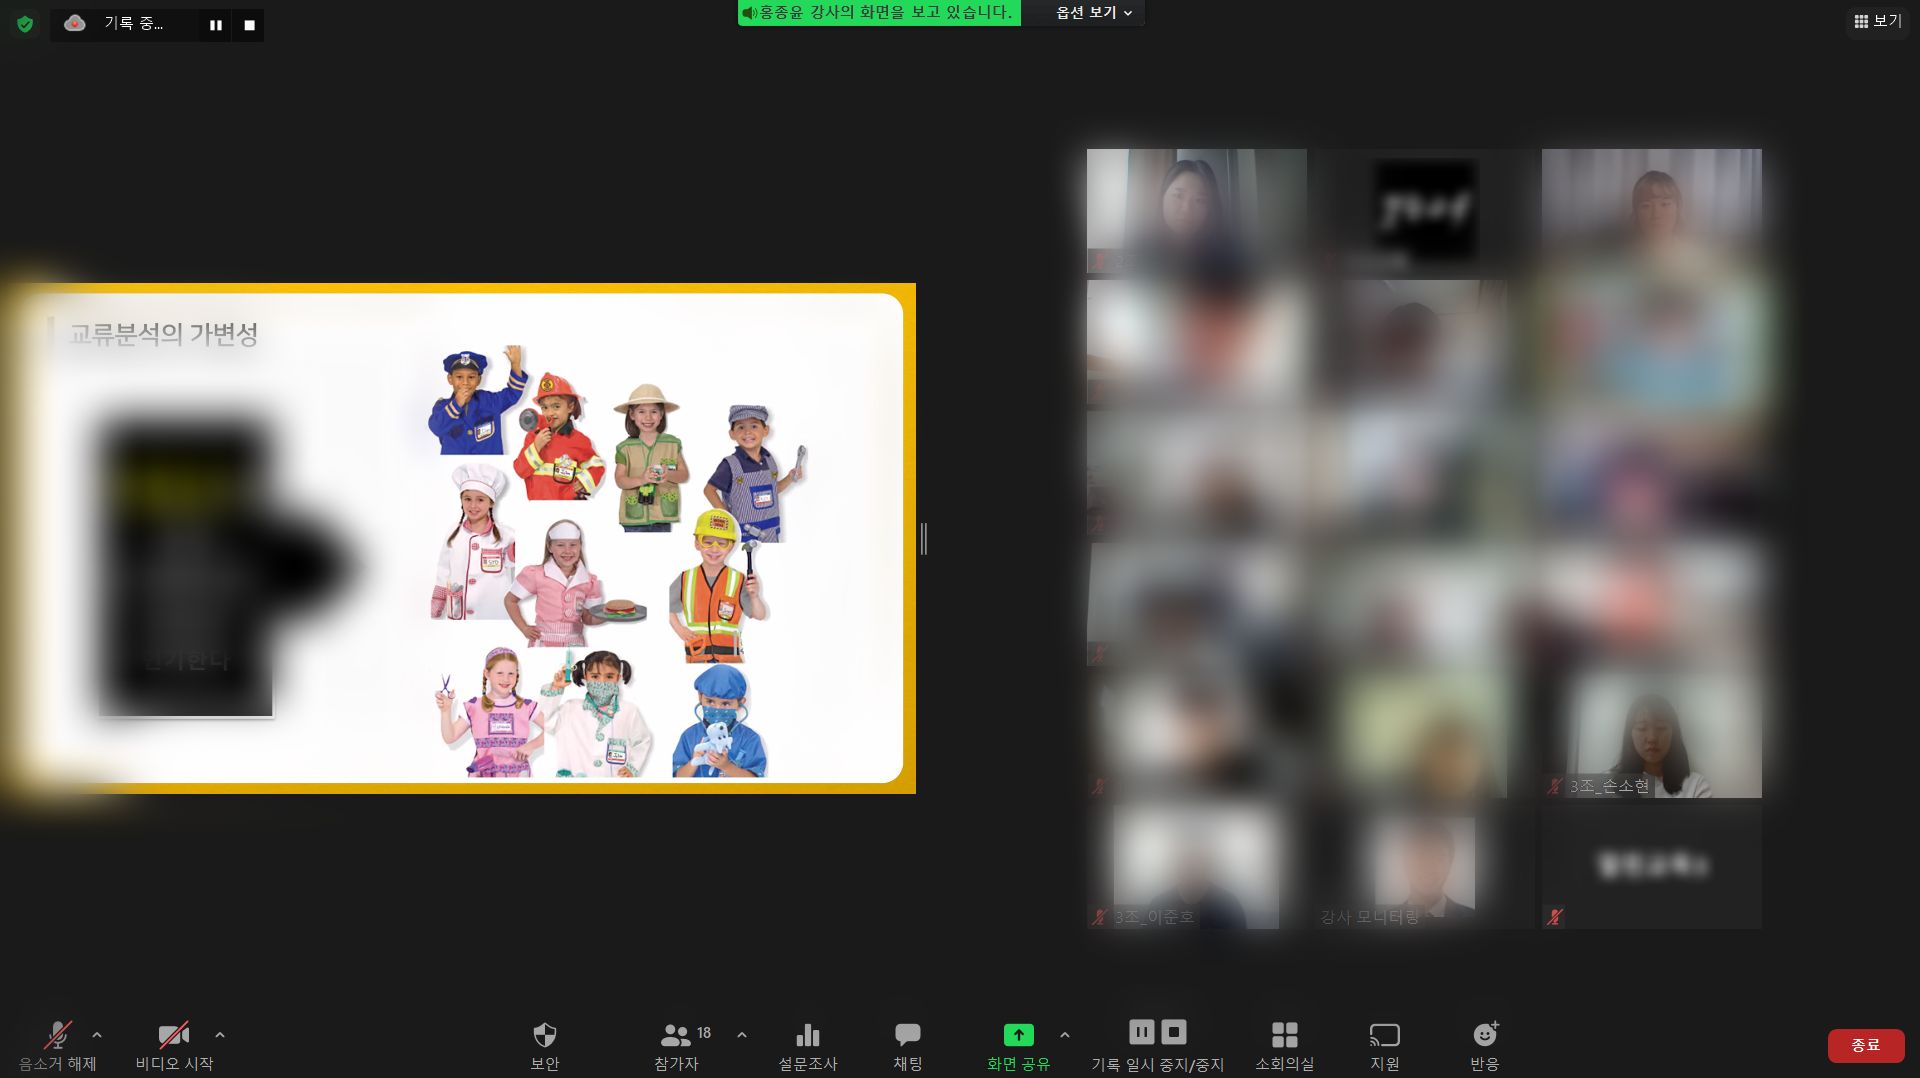 기록 중...
홍종윤 강사의 화면을 보고 있습니다.
옵션 보기
보기
교류분석의 가변성
연기한다
3조_손소현
3조_이준호
강사 모니터링
음소거 해제
비디오 시작
보안
참가자
18
설문조사
채팅
화면 공유
기록 일시 중지/중지
소회의실
지원
반응
종료